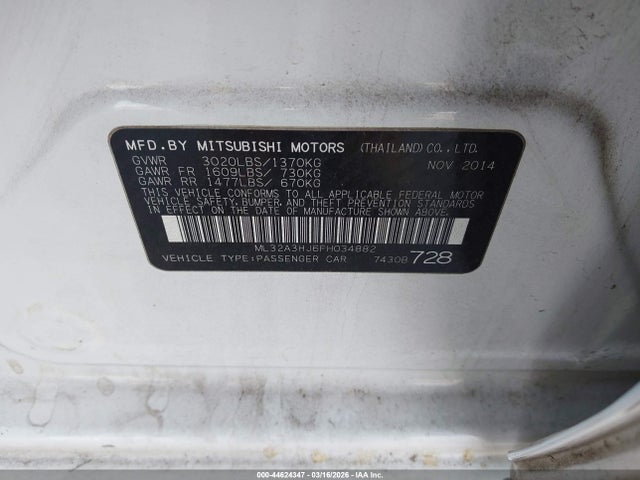 MFD.BY MITSUBISHI MOTORS (THAILAND)CO.,LTD.
GVWR 3020LBS/1370KG NOV 2014
GAWR FR 1609LBS/ 730KG
GAWR RR 1477LBS/ 670KG
THIS VEHICLE CONFORMS TO ALL APPLICABLE FEDERAL MOTOR
VEHICLE SAFETY, BUMPER, AND THEFT PREVENTION STANDARDS
IN EFFECT ON THE DATE OF MANUFACTURE SHOWN ABOVE.
ML32A3HJ6FH034882
VEHICLE TYPE:PASSENGER CAR 7430B 728
000-44624347 | 03/16/2026 | IAA Inc. Copyright